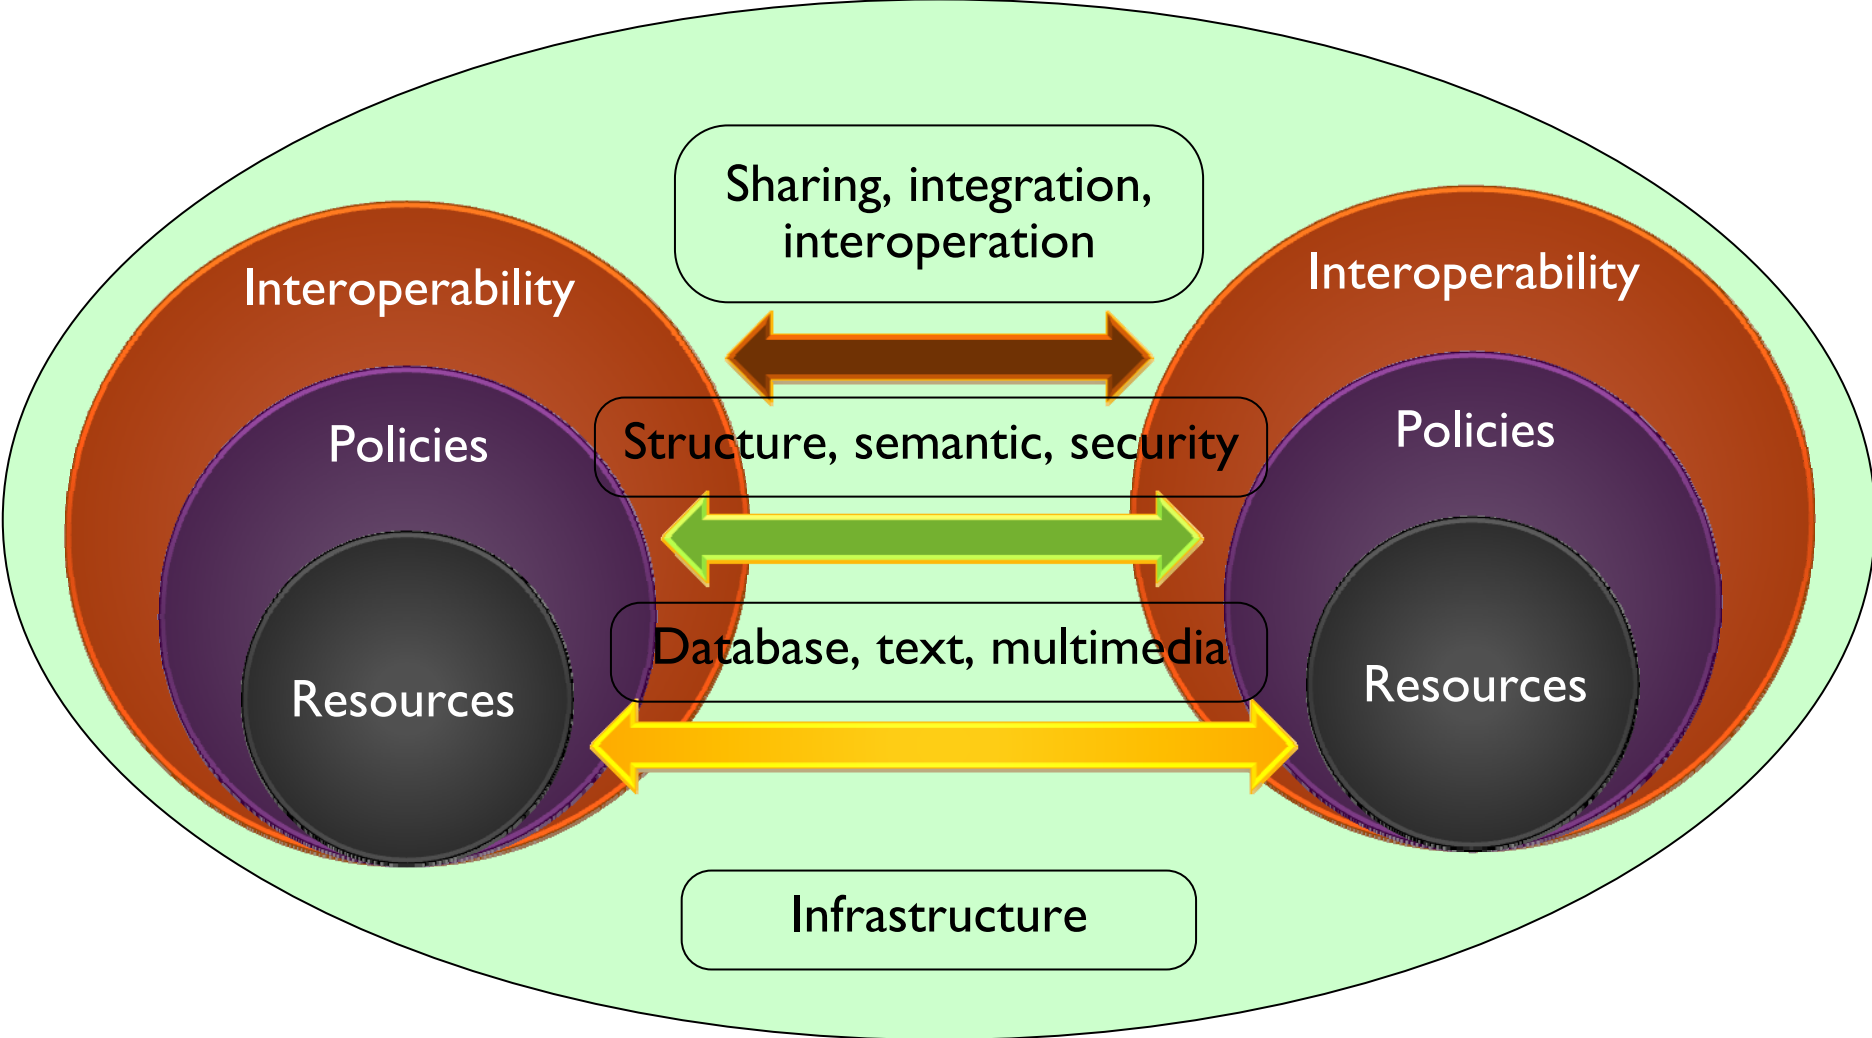 Sharing, integration,
interoperation
Interoperability
Interoperability
Structure, semantic, security
Policies
Policies
Database, text, multimedia
Resources
Resources
Infrastructure